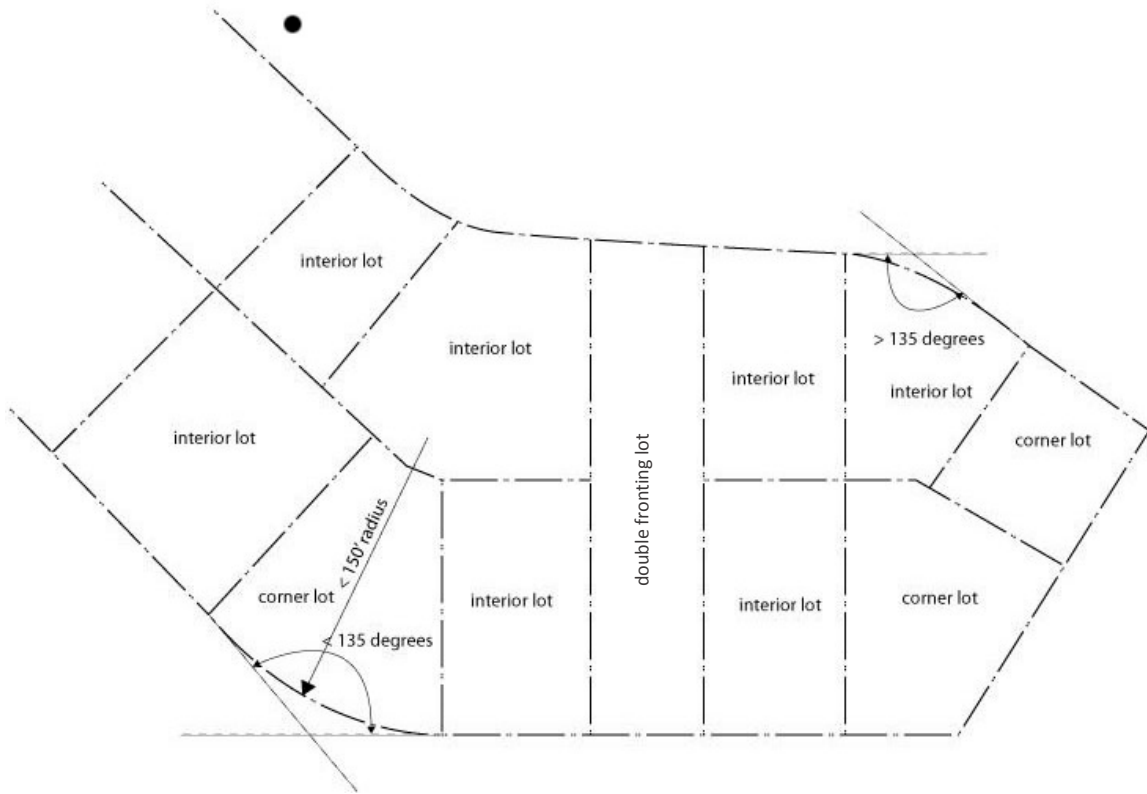 interior lot
interior lot
> 135 degrees
interior lot
interior lot
interior lot
corner lot
double fronting lot
< 150' radius
corner lot
interior lot
interior lot
corner lot
< 135 degrees